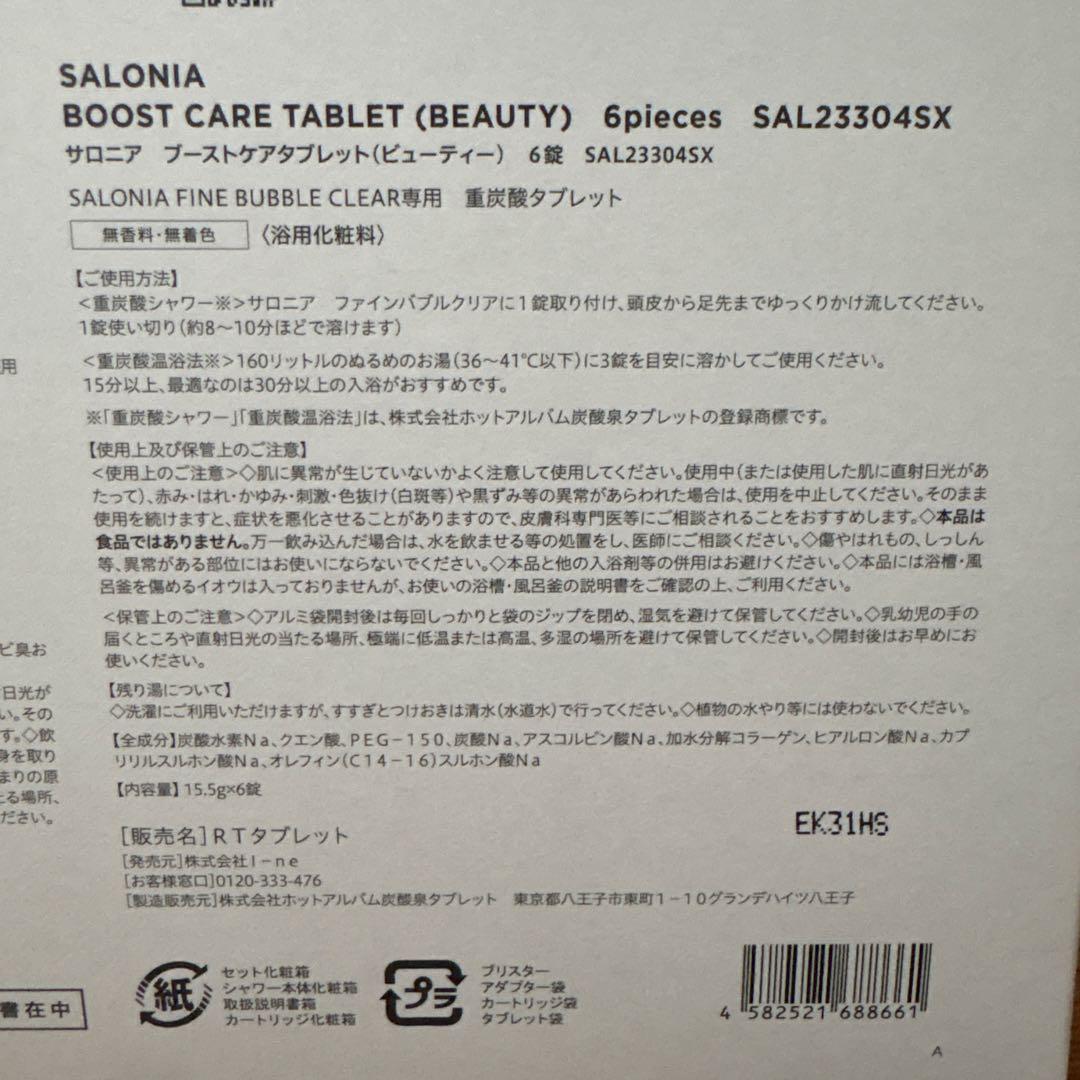 SALONIA
BOOST CARE TABLET (BEAUTY) 6pieces SAL23304SX
サロニア ブーストケアタブレット(ビューティー) 6錠 SAL23304SX
SALONIA FINE BUBBLE CLEAR専用 重炭酸タブレット
無香料・無着色 〈浴用化粧料〉
【ご使用方法】
<重炭酸シャワー※>サロニア ファインバブルクリアに1錠取り付け、頭皮から足先までゆっくりかけ流してください。
1錠使い切り(約8〜10分ほどで溶けます)
用
<重炭酸温浴法※>160リットルのぬるめのお湯(36〜41℃以下)に3錠を目安に溶かしてご使用ください。
15分以上、最適なのは30分以上の入浴がおすすめです。
※「重炭酸シャワー」「重炭酸温浴法」は、株式会社ホットアルバム炭酸泉タブレットの登録商標です。
【使用上及び保管上のご注意】
<使用上のご注意>◇肌に異常が生じていないかよく注意して使用してください。使用中(または使用した肌に直射日光があ
たって)、赤み・はれ・かゆみ・刺激・色抜け(白斑等)や黒ずみ等の異常があらわれた場合は、使用を中止してください。そのまま
使用を続けますと、症状を悪化させることがありますので、皮膚科専門医等にご相談されることをおすすめします。◇本品は
食品ではありません。万一飲み込んだ場合は、水を飲ませる等の処置をし、医師にご相談ください。◇傷やはれもの、しっしん
等、異常がある部位にはお使いにならないでください。◇本品と他の入浴剤等の併用はお避けください。◇本品には浴槽・風
呂釜を傷めるイオウは入っておりませんが、お使いの浴槽・風呂釜の説明書をご確認の上、ご利用ください。
<保管上のご注意>◇アルミ袋開封後は毎回しっかりと袋のジップを閉め、湿気を避けて保管してください。◇乳幼児の手の
届くところや直射日光の当たる場所、極端に低温または高温、多湿の場所を避けて保管してください。◇開封後はお早めにお
使いください。
ビ臭お
日光が
い。その
す。◇飲
身を取り
まりの原
たる場所、
ださい。
【残り湯について】
◇洗濯にご利用いただけますが、すすぎとつけおきは清水(水道水)で行ってください。◇植物の水やり等には使わないでください。
【全成分】炭酸水素Na、クエン酸、PEG-150、炭酸Na、アスコルビン酸Na、加水分解コラーゲン、ヒアルロン酸Na、カプ
リリルスルホン酸Na、オレフィン(C14-16)スルホン酸Na
【内容量】15.5g×6錠
EK31HS
[販売名]RTタブレット
[発売元]株式会社I-ne
[お客様窓口]0120-333-476
[製造販売元]株式会社ホットアルバム炭酸泉タブレット 東京都八王子市東町1-10グランデハイツ八王子
書在中
紙
セット化粧箱
シャワー本体化粧箱
取扱説明書箱
カートリッジ化粧箱
プラ
ブリスター
アダプター袋
カートリッジ袋
タブレット袋
4 582521 688661
A